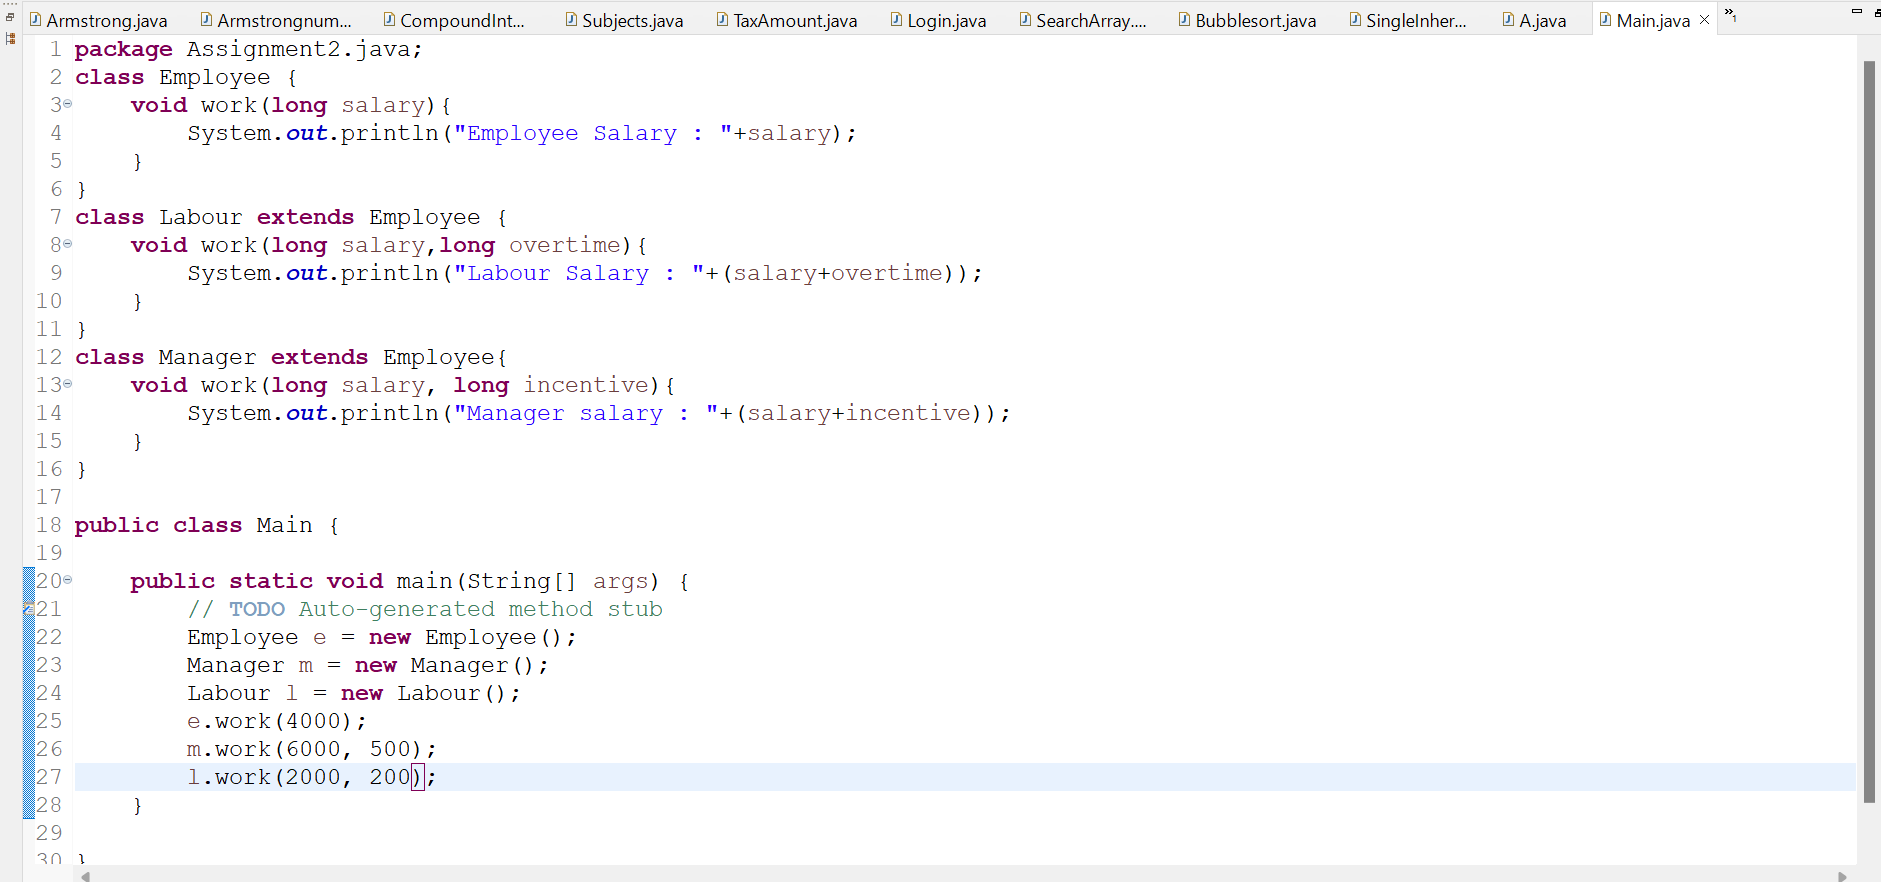 Armstrong.java Armstrongnum... CompoundInt... Subjects.java TaxAmount.java Login.java SearchArray.... Bubblesort.java SingleInher... A.java Main.java »1
1 package Assignment2.java;
2 class Employee {
3 void work(long salary){
4 System.out.println("Employee Salary : "+salary);
5 }
6 }
7 class Labour extends Employee {
8 void work(long salary,long overtime){
9 System.out.println("Labour Salary : "+(salary+overtime));
10 }
11 }
12 class Manager extends Employee{
13 void work(long salary, long incentive){
14 System.out.println("Manager salary : "+(salary+incentive));
15 }
16 }
17
18 public class Main {
19
20 public static void main(String[] args) {
21 // TODO Auto-generated method stub
22 Employee e = new Employee();
23 Manager m = new Manager();
24 Labour l = new Labour();
25 e.work(4000);
26 m.work(6000, 500);
27 l.work(2000, 200);
28 }
29
30 }